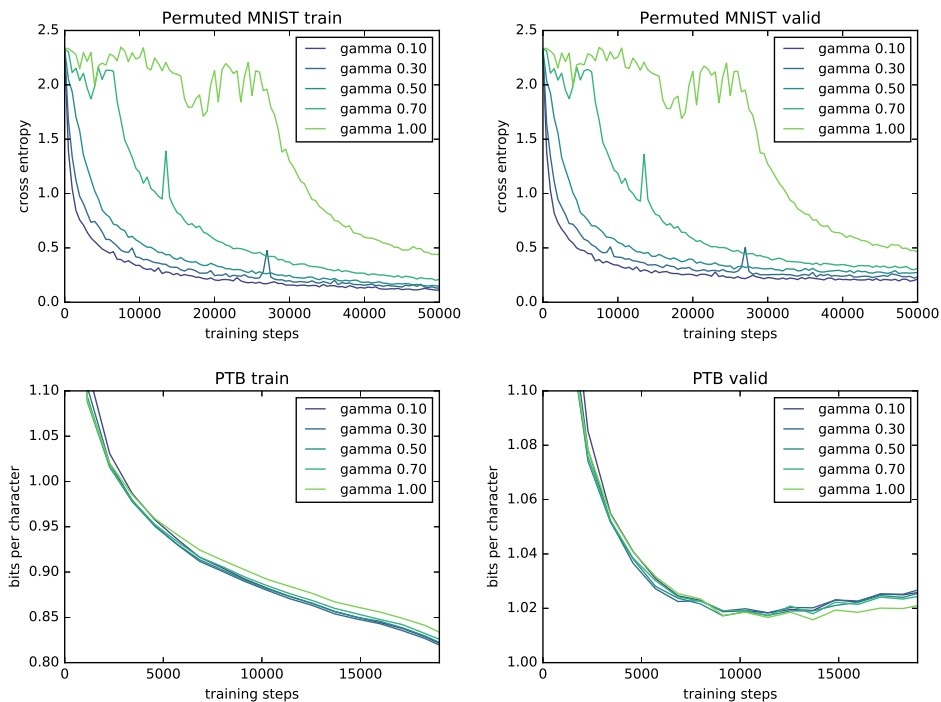 Permuted MNIST train
cross entropy
2.5
2.0
1.5
1.0
0.5
0.0
gamma 0.10
gamma 0.30
gamma 0.50
gamma 0.70
gamma 1.00
0 10000 20000 30000 40000 50000
training steps
Permuted MNIST valid
cross entropy
2.5
2.0
1.5
1.0
0.5
0.0
gamma 0.10
gamma 0.30
gamma 0.50
gamma 0.70
gamma 1.00
0 10000 20000 30000 40000 50000
training steps
PTB train
bits per character
1.10
1.05
1.00
0.95
0.90
0.85
0.80
gamma 0.10
gamma 0.30
gamma 0.50
gamma 0.70
gamma 1.00
0 5000 10000 15000
training steps
PTB valid
bits per character
1.10
1.08
1.06
1.04
1.02
1.00
gamma 0.10
gamma 0.30
gamma 0.50
gamma 0.70
gamma 1.00
0 5000 10000 15000
training steps